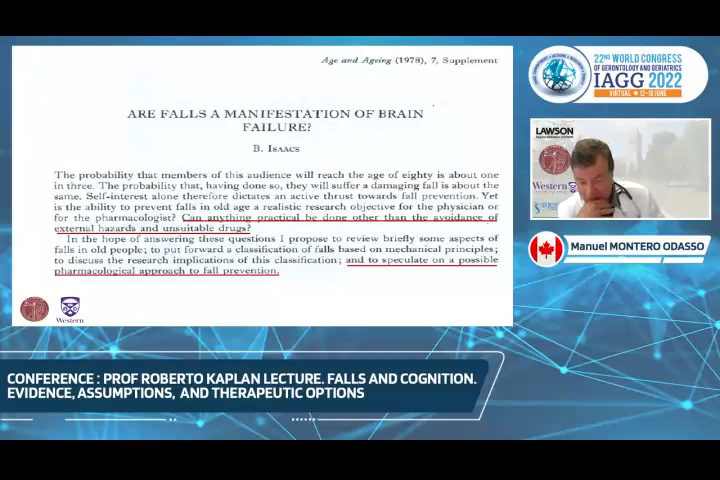 Age and Ageing (1978), 7, Supplement
ARE FALLS A MANIFESTATION OF BRAIN
FAILURE?
B. ISAACS
The probability that members of this audience will reach the age of eighty is about one
in three. The probability that, having done so, they will suffer a damaging fall is about the
same. Self-interest alone therefore dictates an active thrust towards fall prevention. Yet
is the ability to prevent falls in old age a realistic research objective for the physician or
for the pharmacologist? Can anything practical be done other than the avoidance of
external hazards and unsuitable drugs?
In the hope of answering these questions I propose to review briefly some aspects of
falls in old people; to put forward a classification of falls based on mechanical principles;
to discuss the research implications of this classification; and to speculate on a possible
pharmacological approach to fall prevention.
Western
22ND WORLD CONGRESS
OF GERONTOLOGY AND GERIATRICS
IAGG 2022
VIRTUAL 12-16 JUNE
LAWSON
Western
Manuel MONTERO ODASSO
CONFERENCE : PROF ROBERTO KAPLAN LECTURE. FALLS AND COGNITION.
EVIDENCE, ASSUMPTIONS, AND THERAPEUTIC OPTIONS